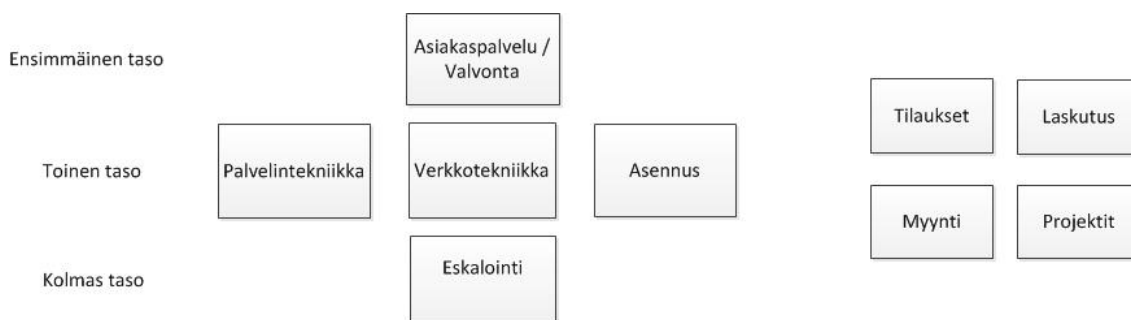 Ensimmäinen taso
Asiakaspalvelu /
Valvonta
Toinen taso
Palvelintekniikka
Verkkotekniikka
Asennus
Kolmas taso
Eskalointi
Tilaukset
Laskutus
Myynti
Projektit